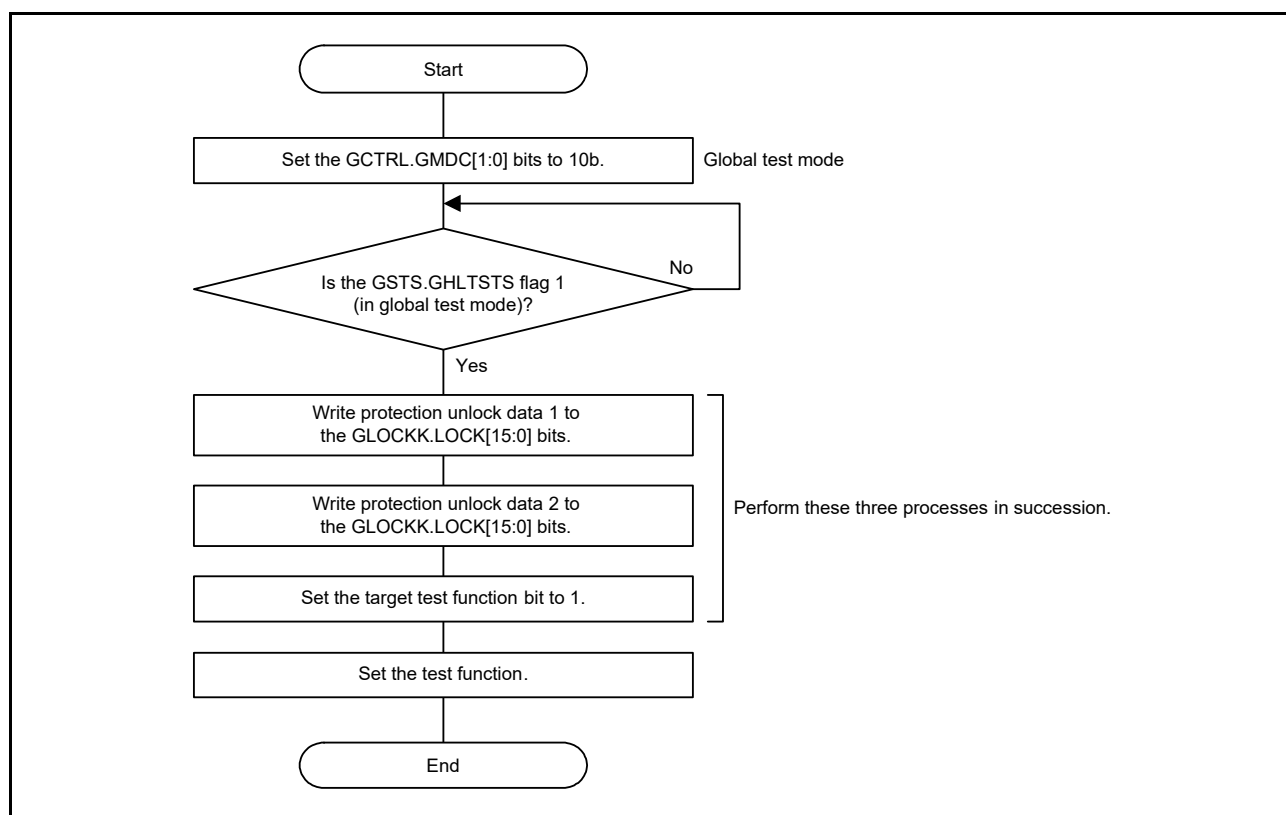 Start
Set the GCTRL.GMDC[1:0] bits to 10b.
Global test mode
No
Is the GSTS.GHLTSTS flag 1
(in global test mode)?
Yes
Write protection unlock data 1 to
the GLOCKK.LOCK[15:0] bits.
Write protection unlock data 2 to
the GLOCKK.LOCK[15:0] bits.
Perform these three processes in succession.
Set the target test function bit to 1.
Set the test function.
End